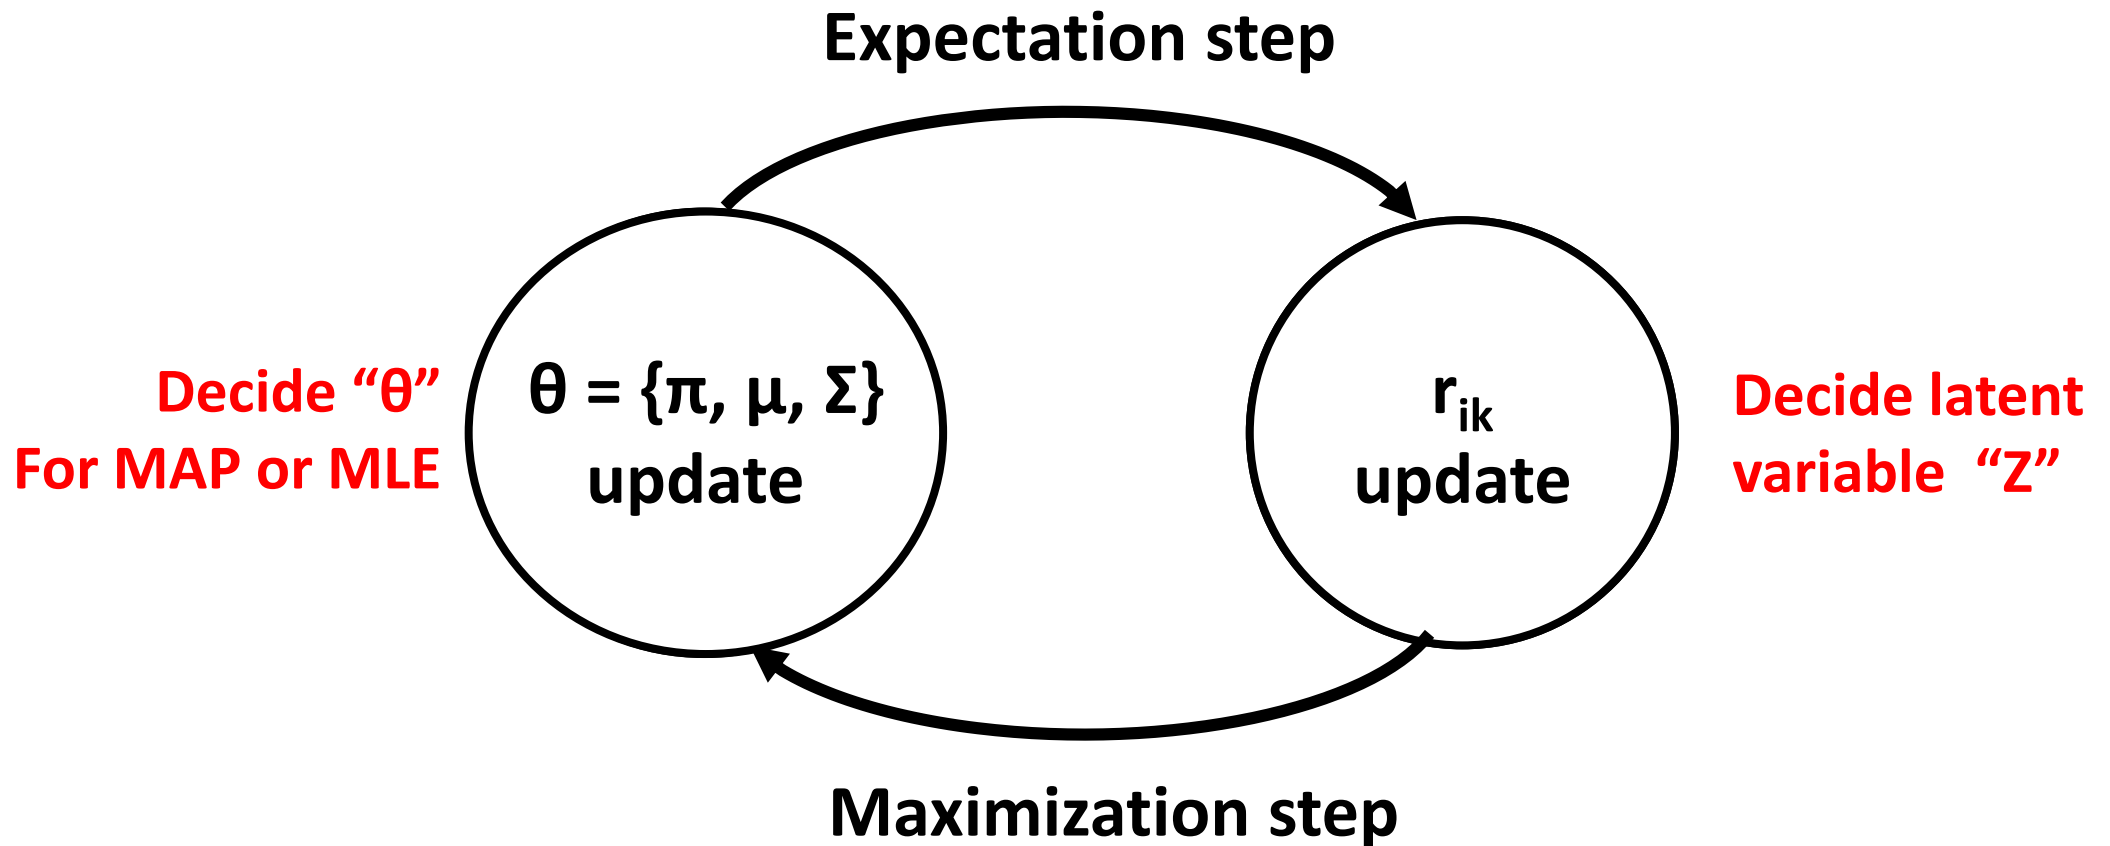 Expectation step
Decide “θ”
For MAP or MLE
θ = {π, μ, Σ}
update
r_ik
update
Decide latent
variable “Z”
Maximization step